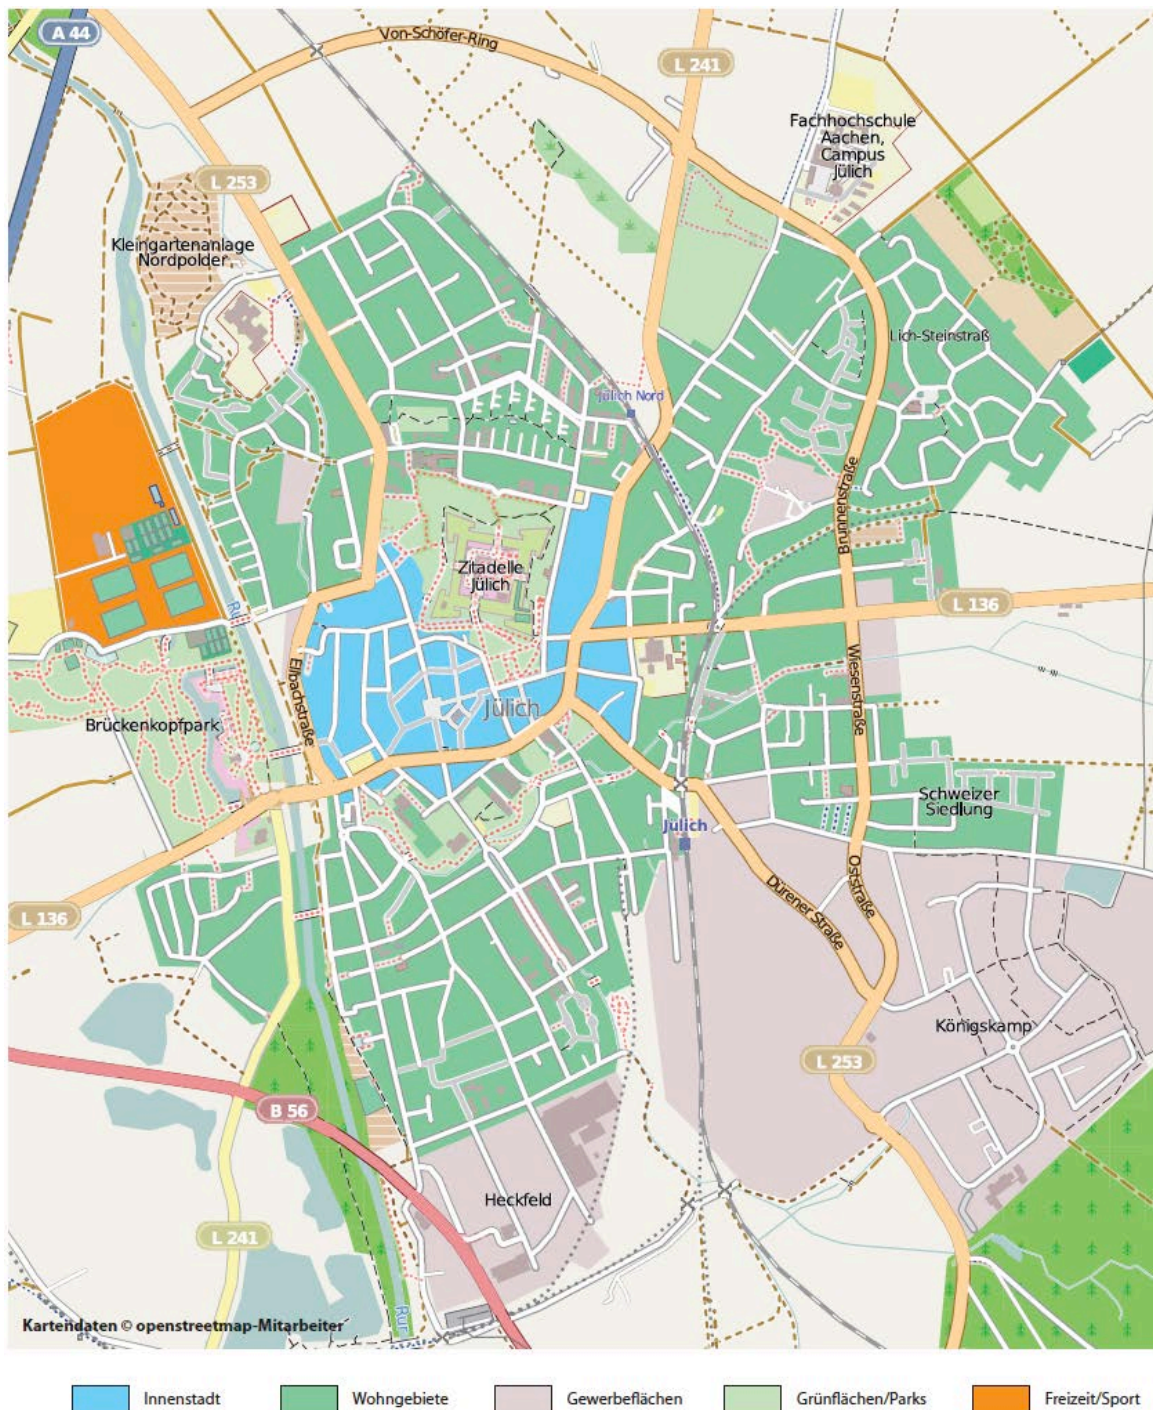 A 44
Von-Schöfer-Ring
L 241
Fachhochschule
Aachen,
Campus
Jülich
L 253
Kleingartenanlage
Nordpolder
Lich-Steinstraß
Jülich Nord
Brunnenstraße
Zitadelle
Jülich
L 136
Rur
Elbachstraße
Wiesenstraße
Jülich
Brückenkopfpark
Schweizer
Siedlung
Jülich
L 136
Dürener Straße
Oststraße
Königskamp
L 253
B 56
Heckfeld
L 241
Rur
Kartendaten © openstreetmap-Mitarbeiter
Innenstadt
Wohngebiete
Gewerbeflächen
Grünflächen/Parks
Freizeit/Sport